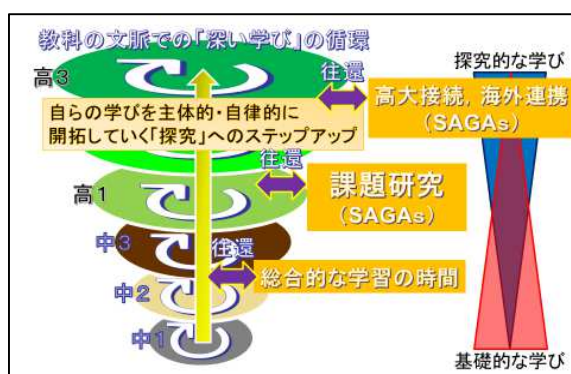 教科の文脈での「深い学び」の循環
高3
往還
探究的な学び
高大接続，海外連携
(SAGAs)
自らの学びを主体的・自律的に
開拓していく「探究」へのステップアップ
往還
高1
課題研究
(SAGAs)
中3
往還
総合的な学習の時間
中2
中1
基礎的な学び